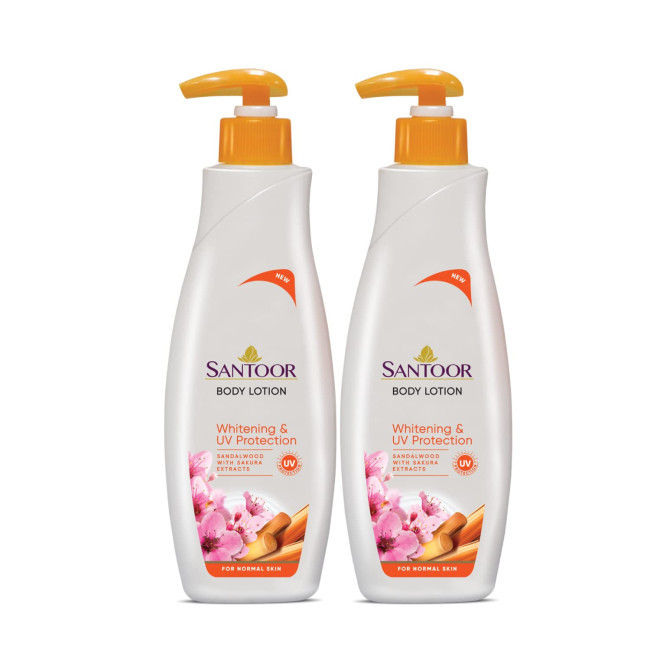 NEW
SANTOOR
BODY LOTION
Whitening &
UV Protection
SANDALWOOD
WITH SAKURA
EXTRACTS
UV
FOR NORMAL SKIN
NEW
SANTOOR
BODY LOTION
Whitening &
UV Protection
SANDALWOOD
WITH SAKURA
EXTRACTS
UV
FOR NORMAL SKIN